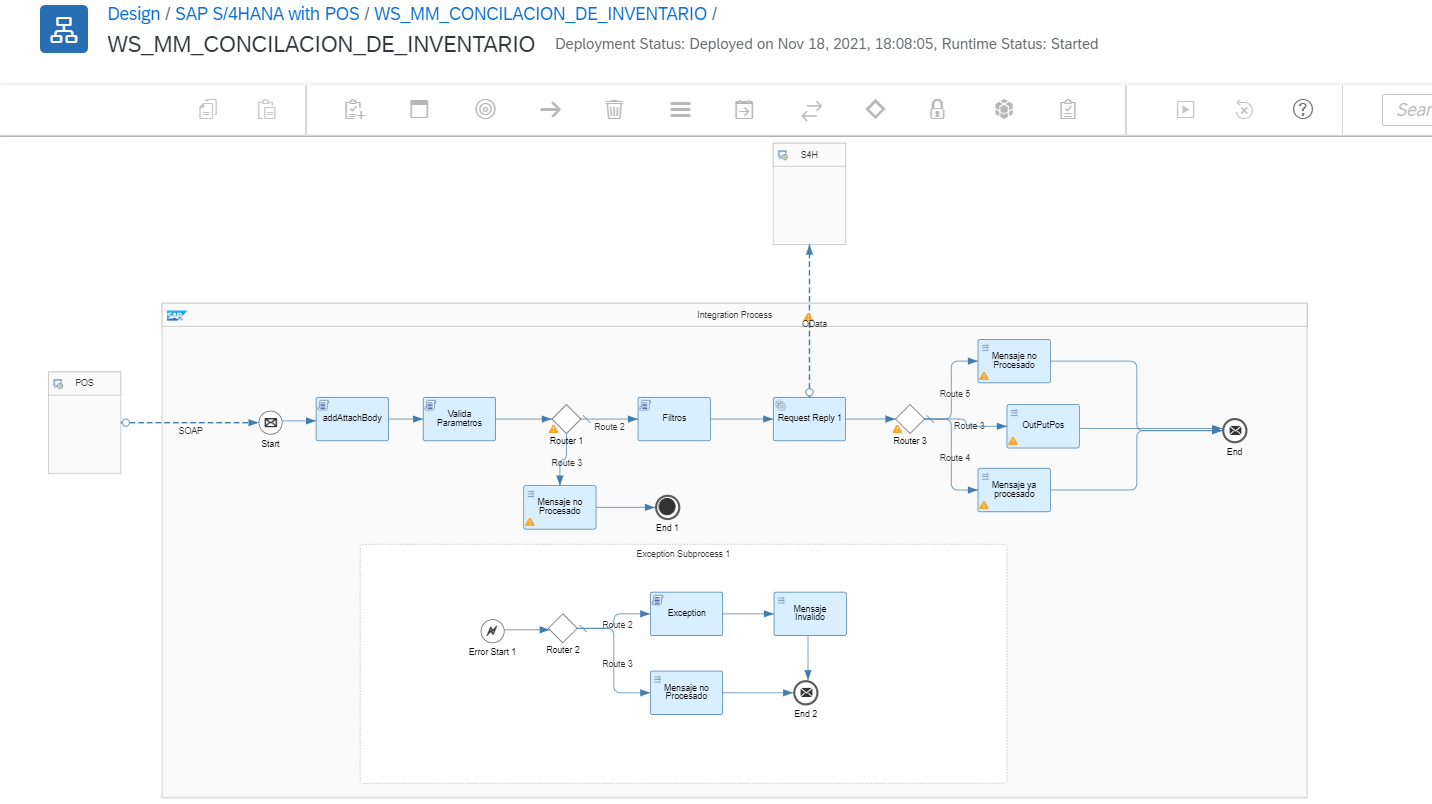 Design / SAP S/4HANA with POS / WS_MM_CONCILACION_DE_INVENTARIO /
WS_MM_CONCILACION_DE_INVENTARIO
Deployment Status: Deployed on Nov 18, 2021, 18:08:05, Runtime Status: Started
Sear
S4H
SAP
Integration Process
OData
POS
SOAP
Start
addAttachBody
Valida
Parametros
Router 1
Route 2
Filtros
Request Reply 1
Router 3
Route 5
Route 3
Route 4
Mensaje no
Procesado
OutPutPos
Mensaje ya
procesado
End
Route 3
Mensaje no
Procesado
End 1
Exception Subprocess 1
Error Start 1
Router 2
Route 2
Exception
Mensaje
Invalido
Route 3
Mensaje no
Procesado
End 2